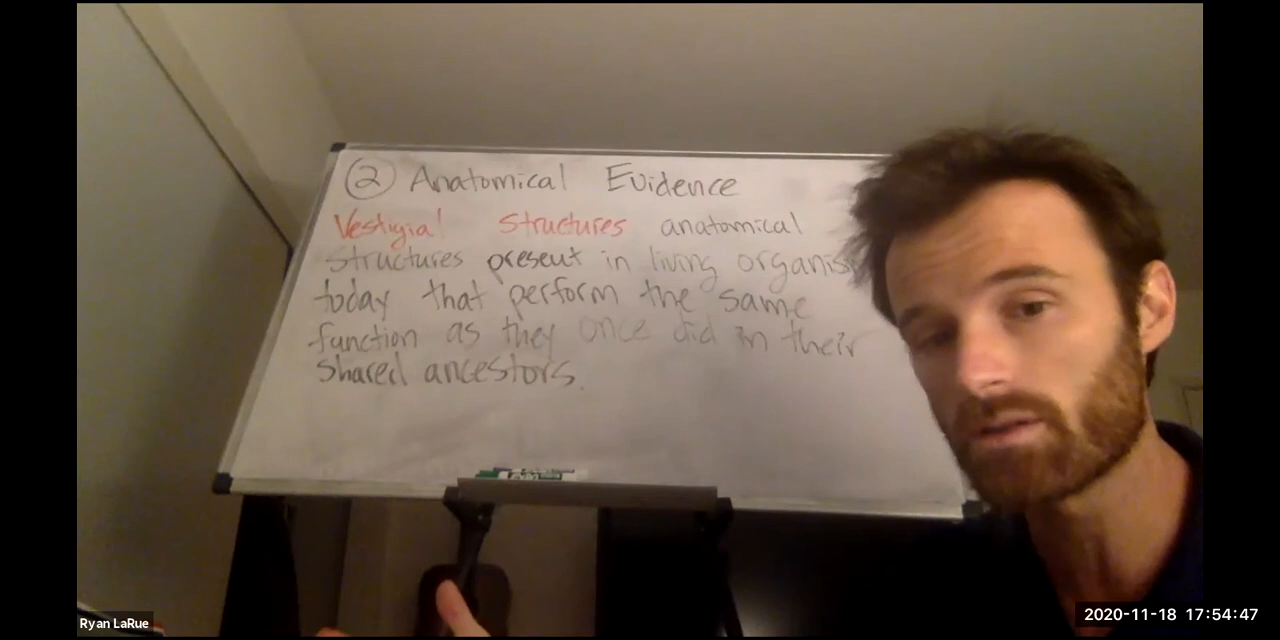 ② Anatomical Evidence
Vestigial Structures anatomical
structures present in living organis
today that perform the same
function as they once did in their
shared ancestors.
Ryan LaRue
2020-11-18 17:54:47